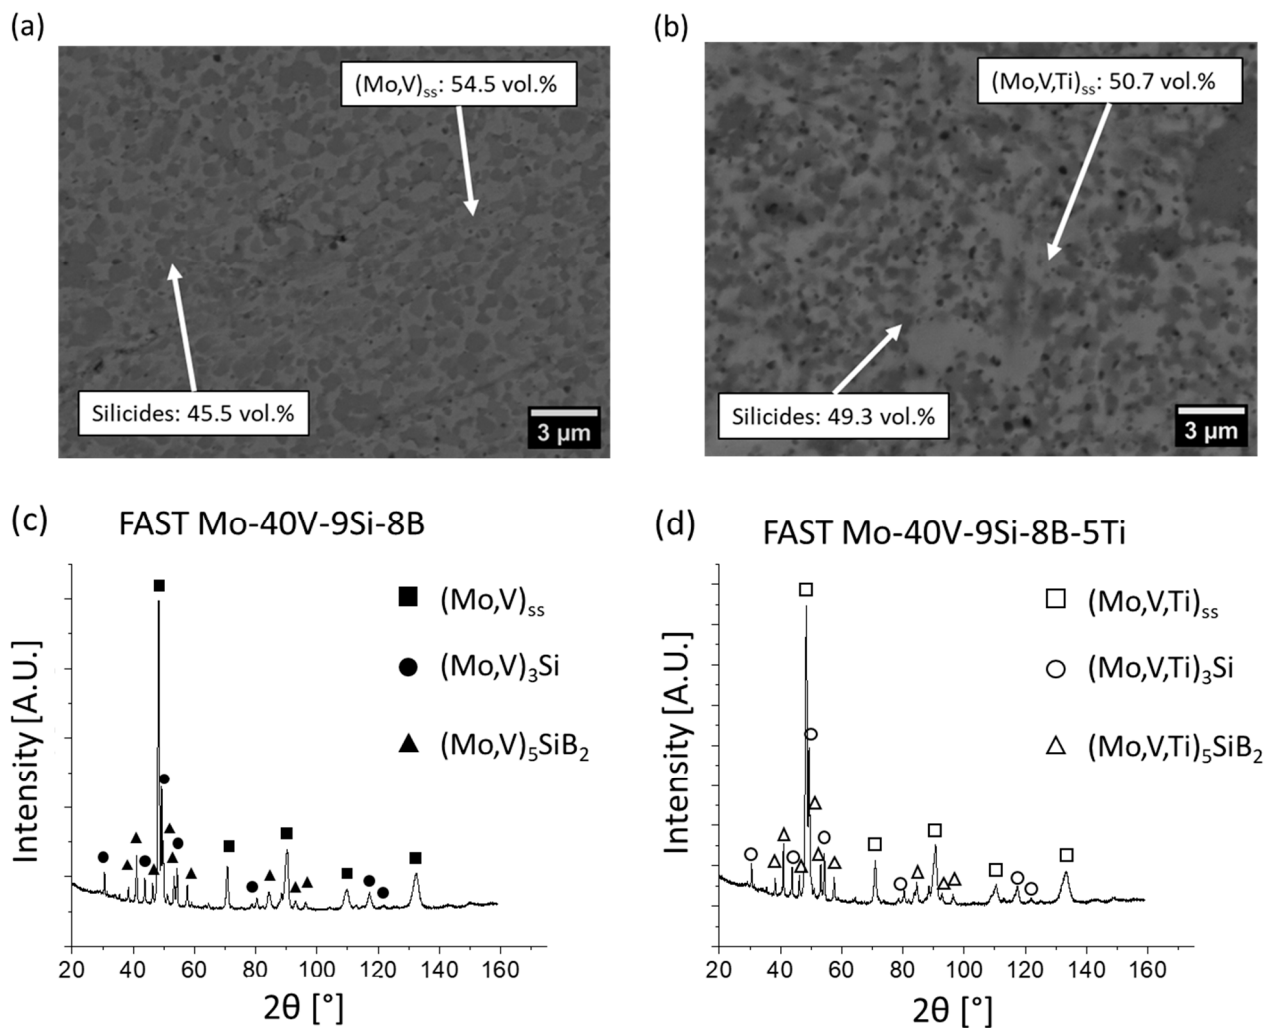 (a)
(Mo,V)ss: 54.5 vol.%
Silicides: 45.5 vol.%
3 µm
(b)
(Mo,V,Ti)ss: 50.7 vol.%
Silicides: 49.3 vol.%
3 µm
(c)
FAST Mo-40V-9Si-8B
(Mo,V)ss
(Mo,V)3Si
(Mo,V)5SiB2
Intensity [A.U.]
20 40 60 80 100 120 140 160
2θ [°]
(d)
FAST Mo-40V-9Si-8B-5Ti
(Mo,V,Ti)ss
(Mo,V,Ti)3Si
(Mo,V,Ti)5SiB2
Intensity [A.U.]
20 40 60 80 100 120 140 160
2θ [°]